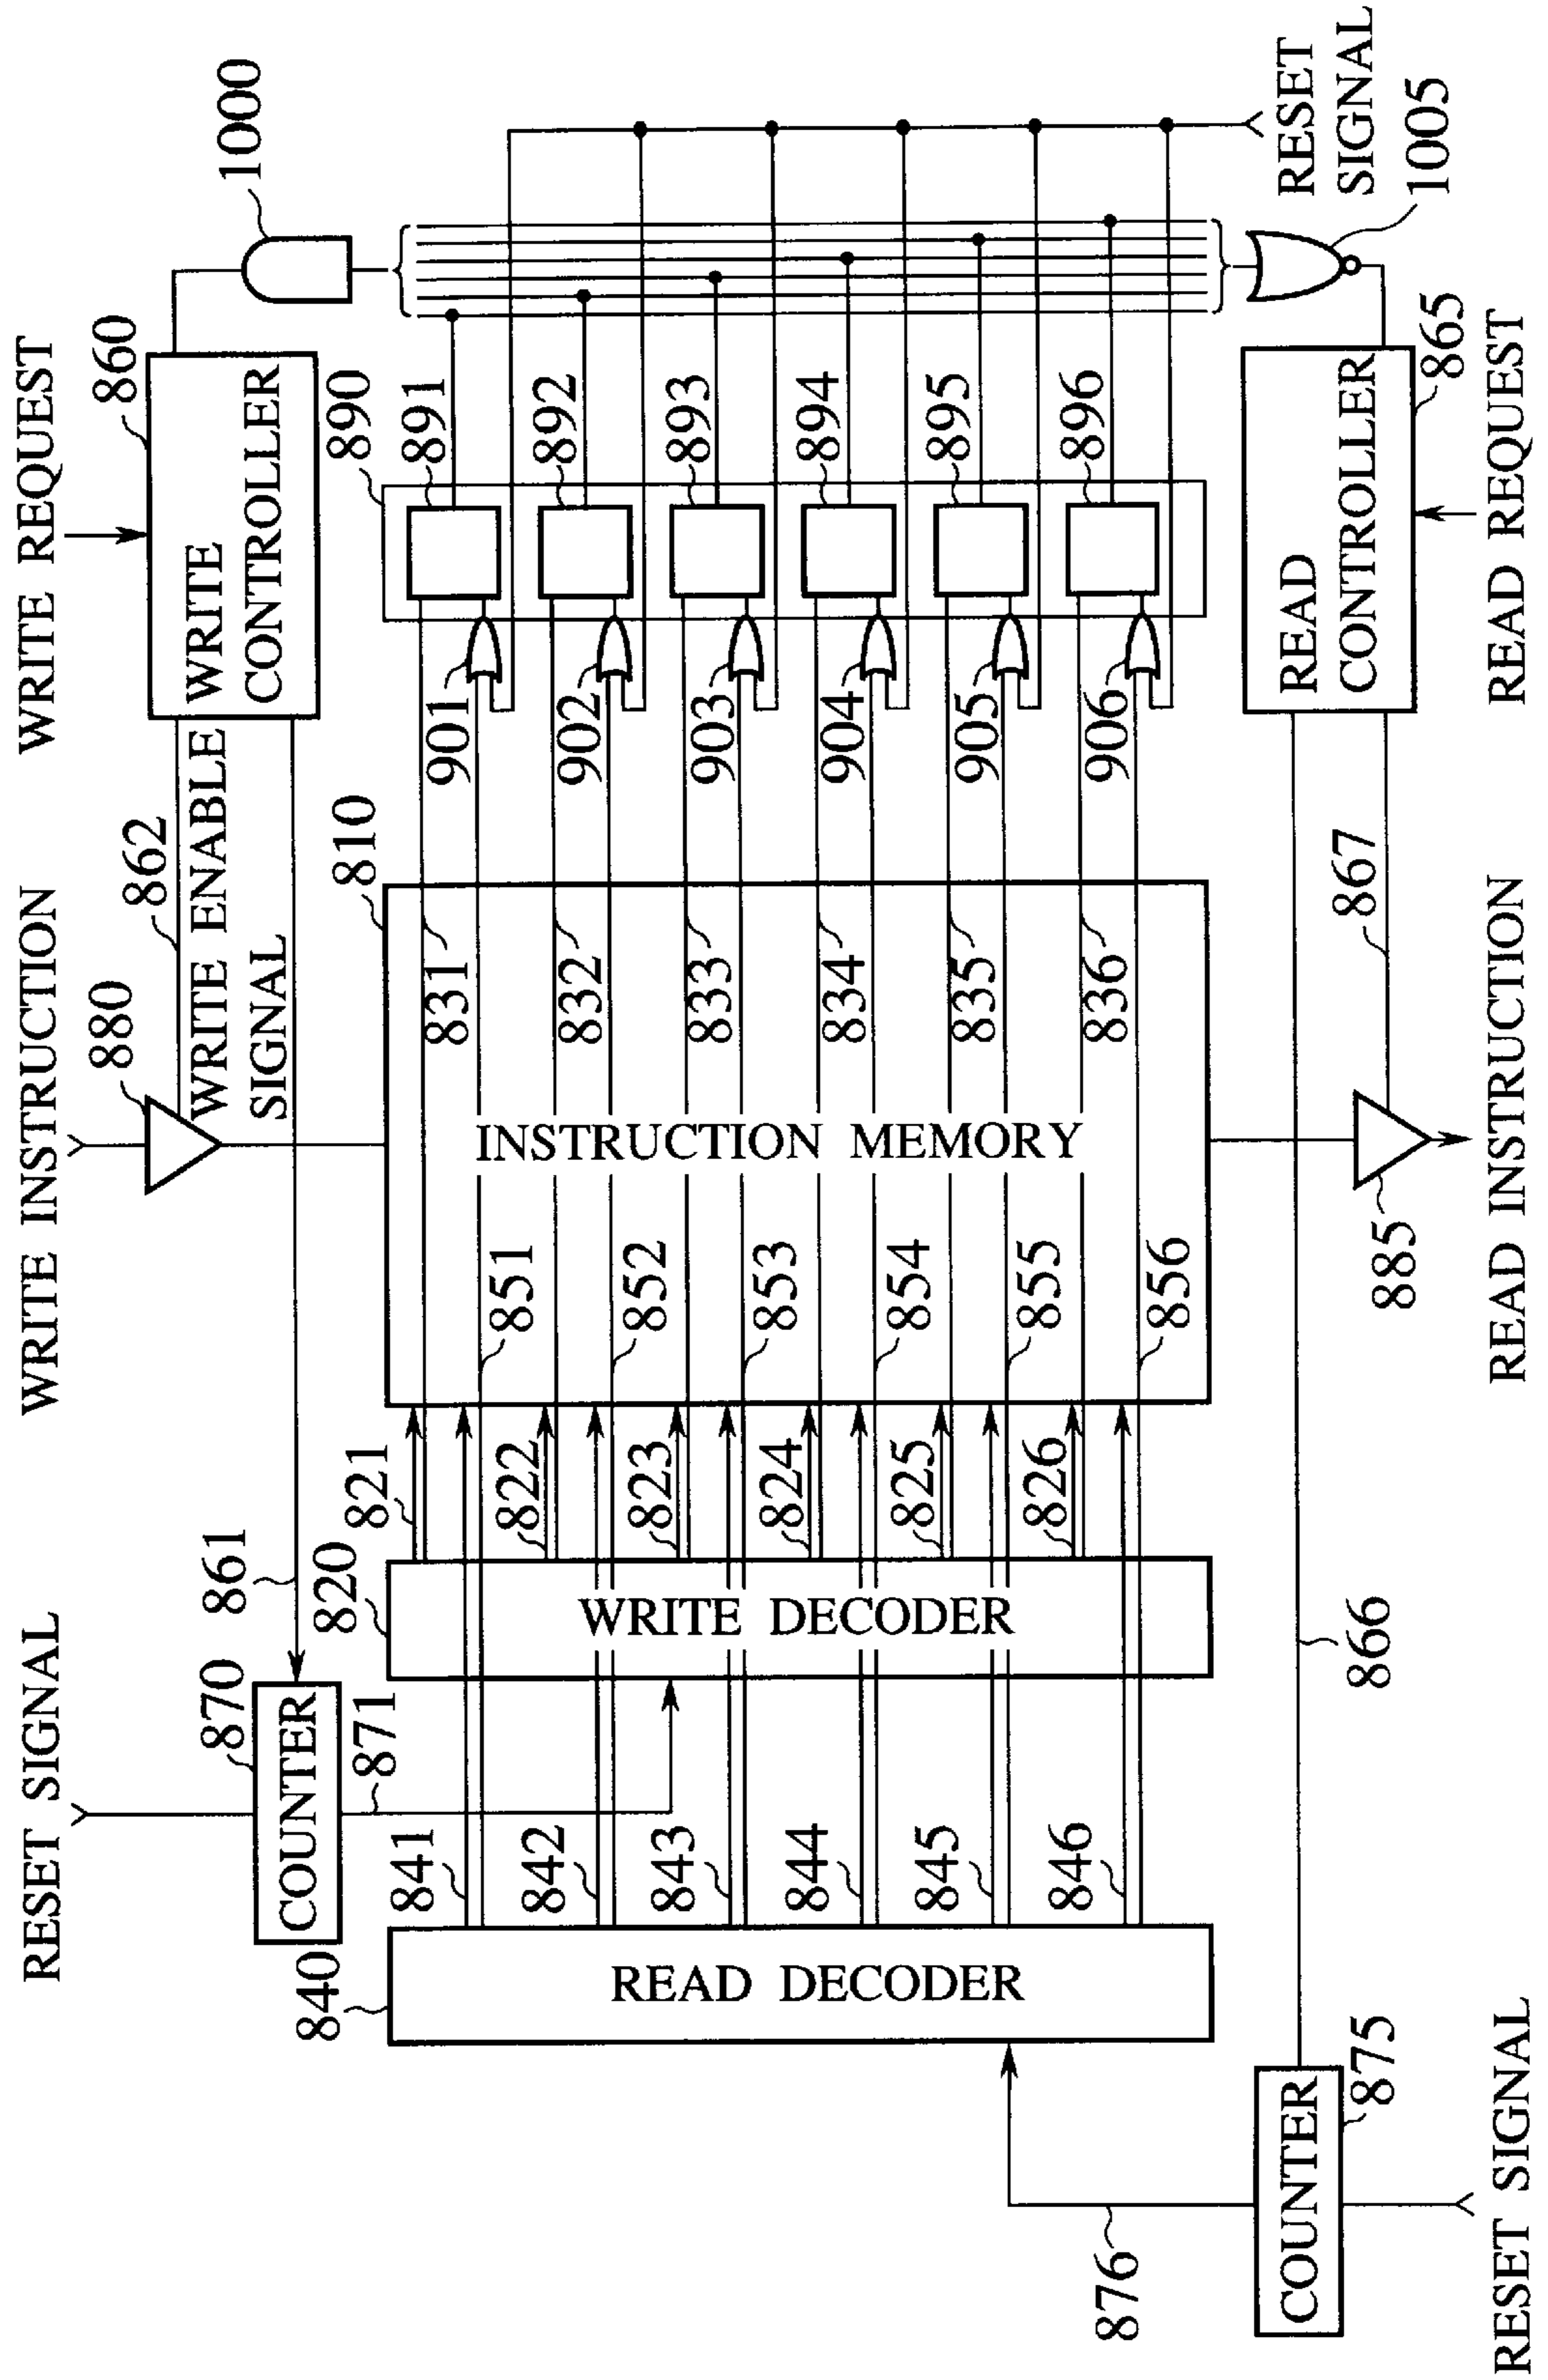 WRITE REQUEST
860
WRITE
CONTROLLER
1000
862
WRITE ENABLE
SIGNAL
WRITE INSTRUCTION
880
861
RESET SIGNAL
870
COUNTER
871
810
INSTRUCTION MEMORY
831
832
833
834
835
836
851
852
853
854
855
856
820
WRITE DECODER
821
822
823
824
825
826
840
READ DECODER
841
842
843
844
845
846
890
891
892
893
894
895
896
901
902
903
904
905
906
RESET
SIGNAL
1005
READ
CONTROLLER
865
READ REQUEST
867
866
885
READ INSTRUCTION
876
COUNTER
875
RESET SIGNAL